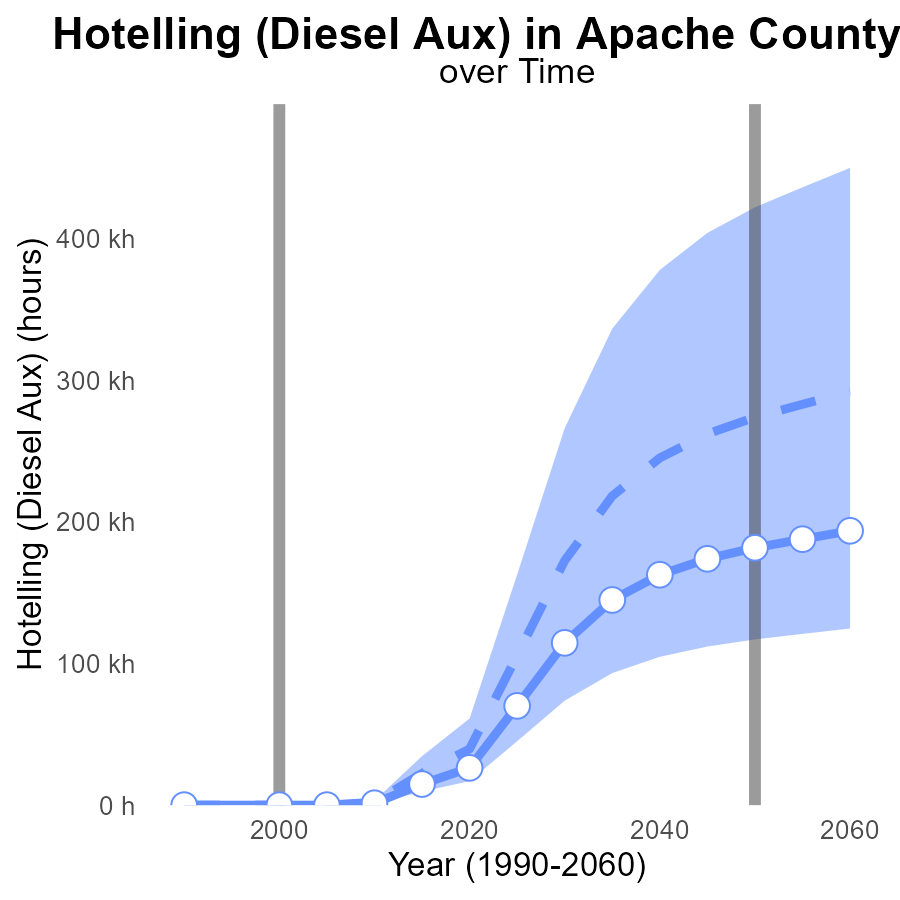 Hotelling (Diesel Aux) in Apache County
over Time
Hotelling (Diesel Aux) (hours)
400 kh
300 kh
200 kh
100 kh
0 h
2000
2020
2040
2060
Year (1990-2060)